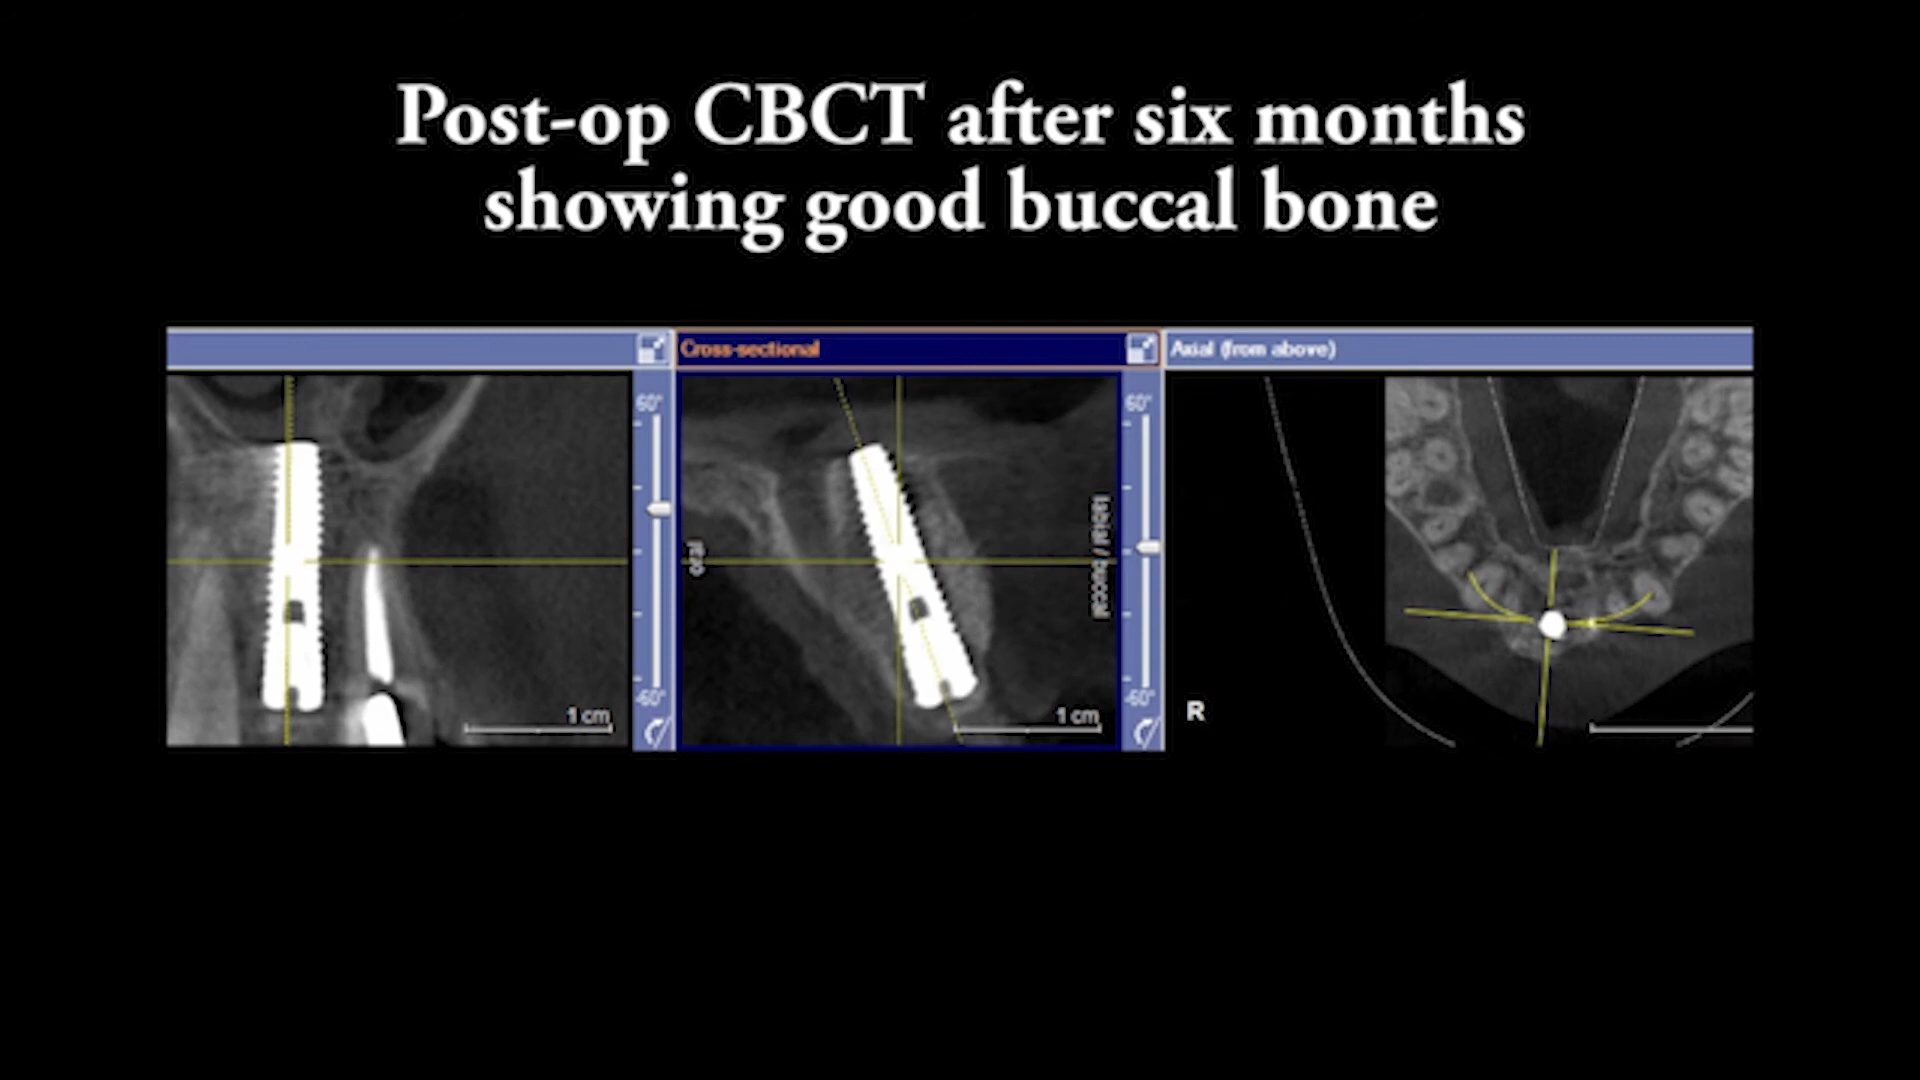 Post-op CBCT after six months
showing good buccal bone
Cross-sectional
Axial (from above)
60°
-60°
1 cm
oral
labial / buccal
60°
-60°
1 cm
R